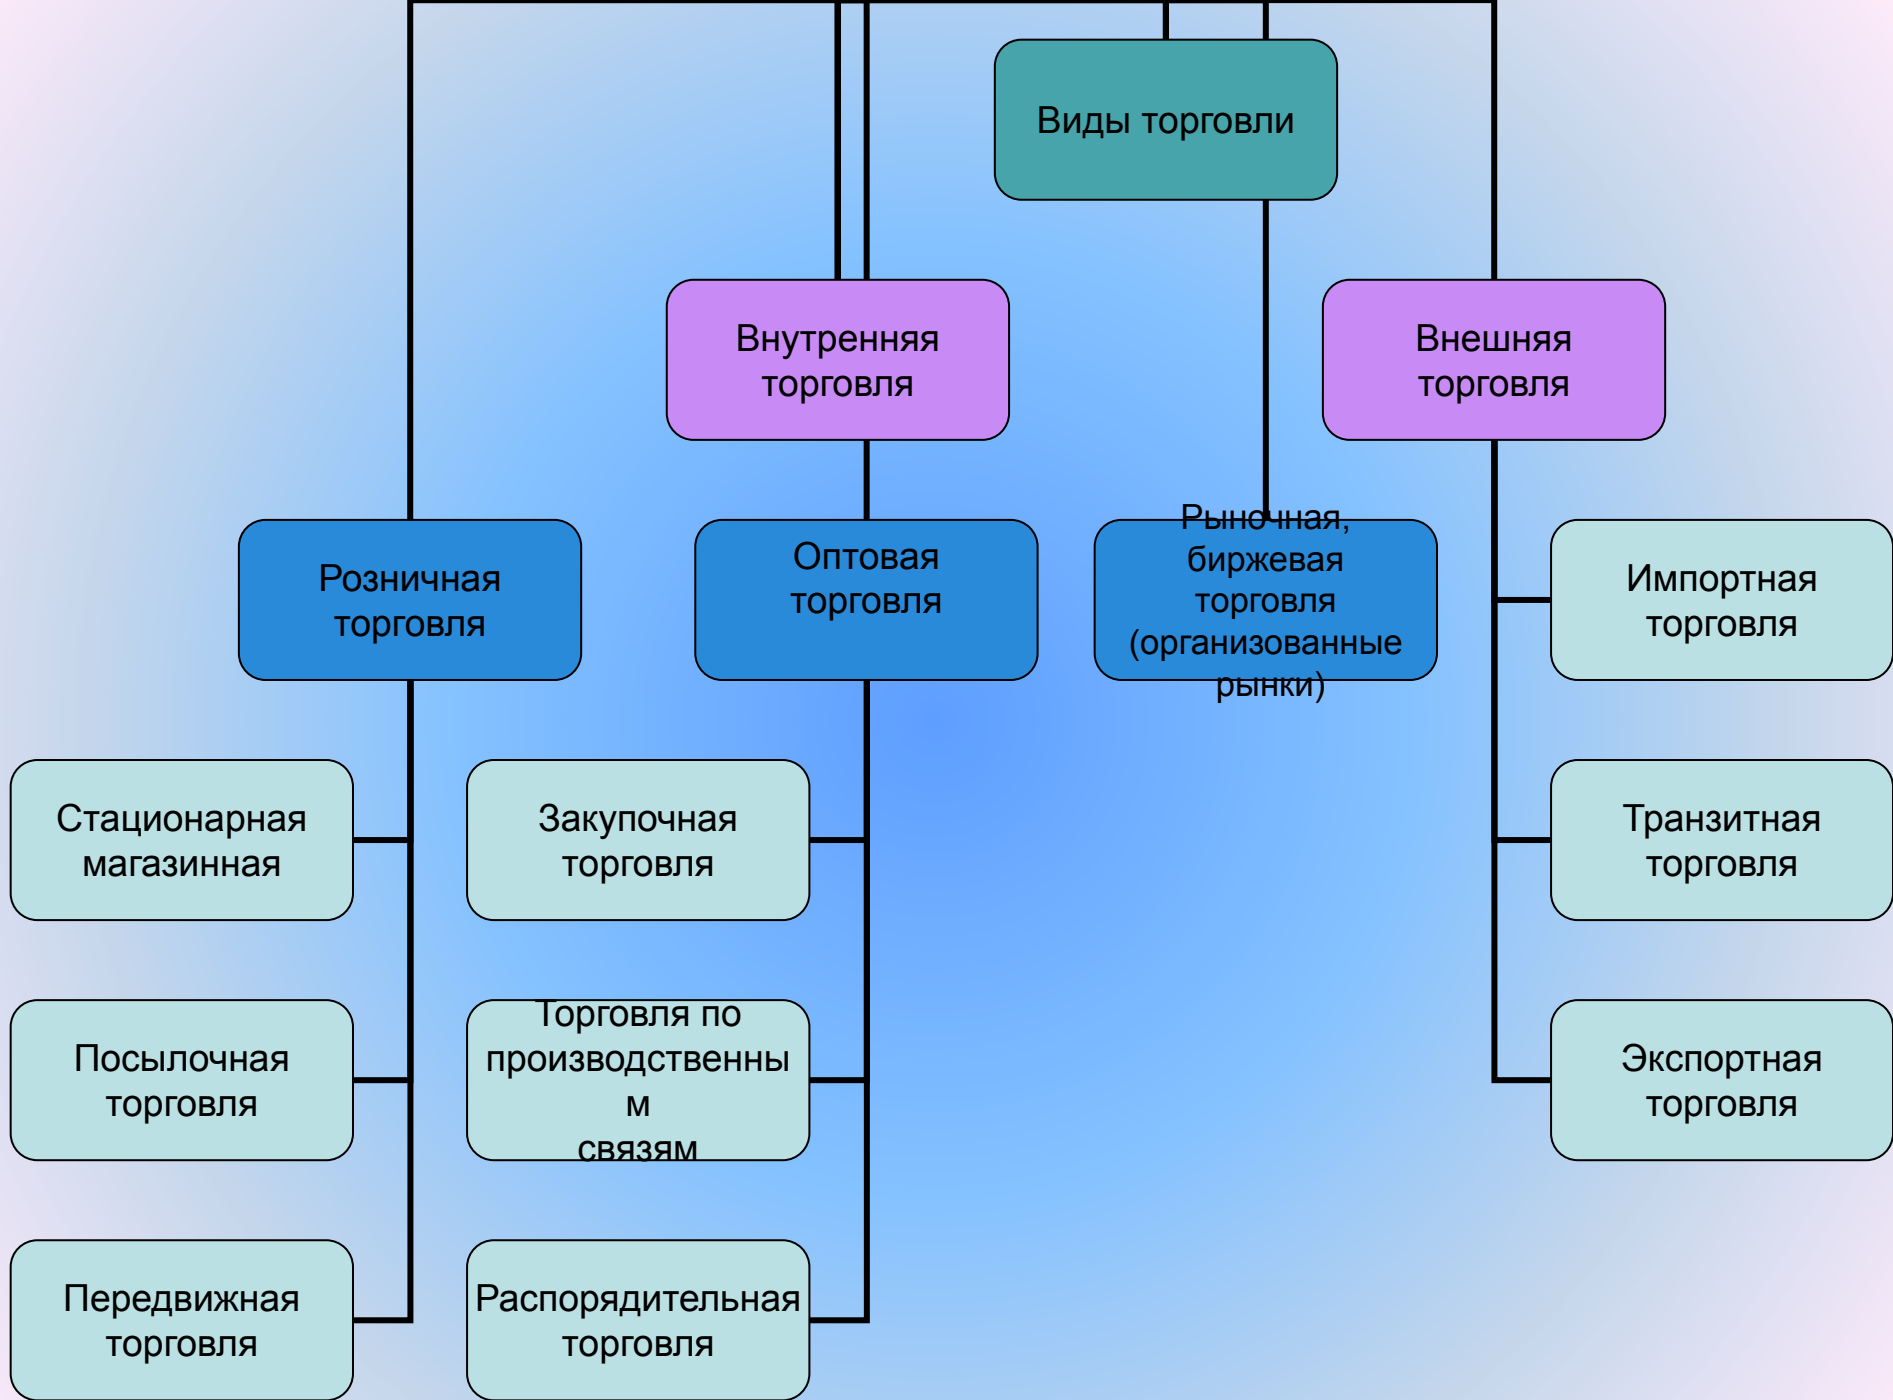 Виды торговли
Внутренняя
торговля
Внешняя
торговля
Розничная
торговля
Оптовая
торговля
Рыночная,
биржевая
торговля
(организованные
рынки)
Импортная
торговля
Стационарная
магазинная
Закупочная
торговля
Транзитная
торговля
Посылочная
торговля
Торговля по
производственны
м
связям
Экспортная
торговля
Передвижная
торговля
Распорядительная
торговля